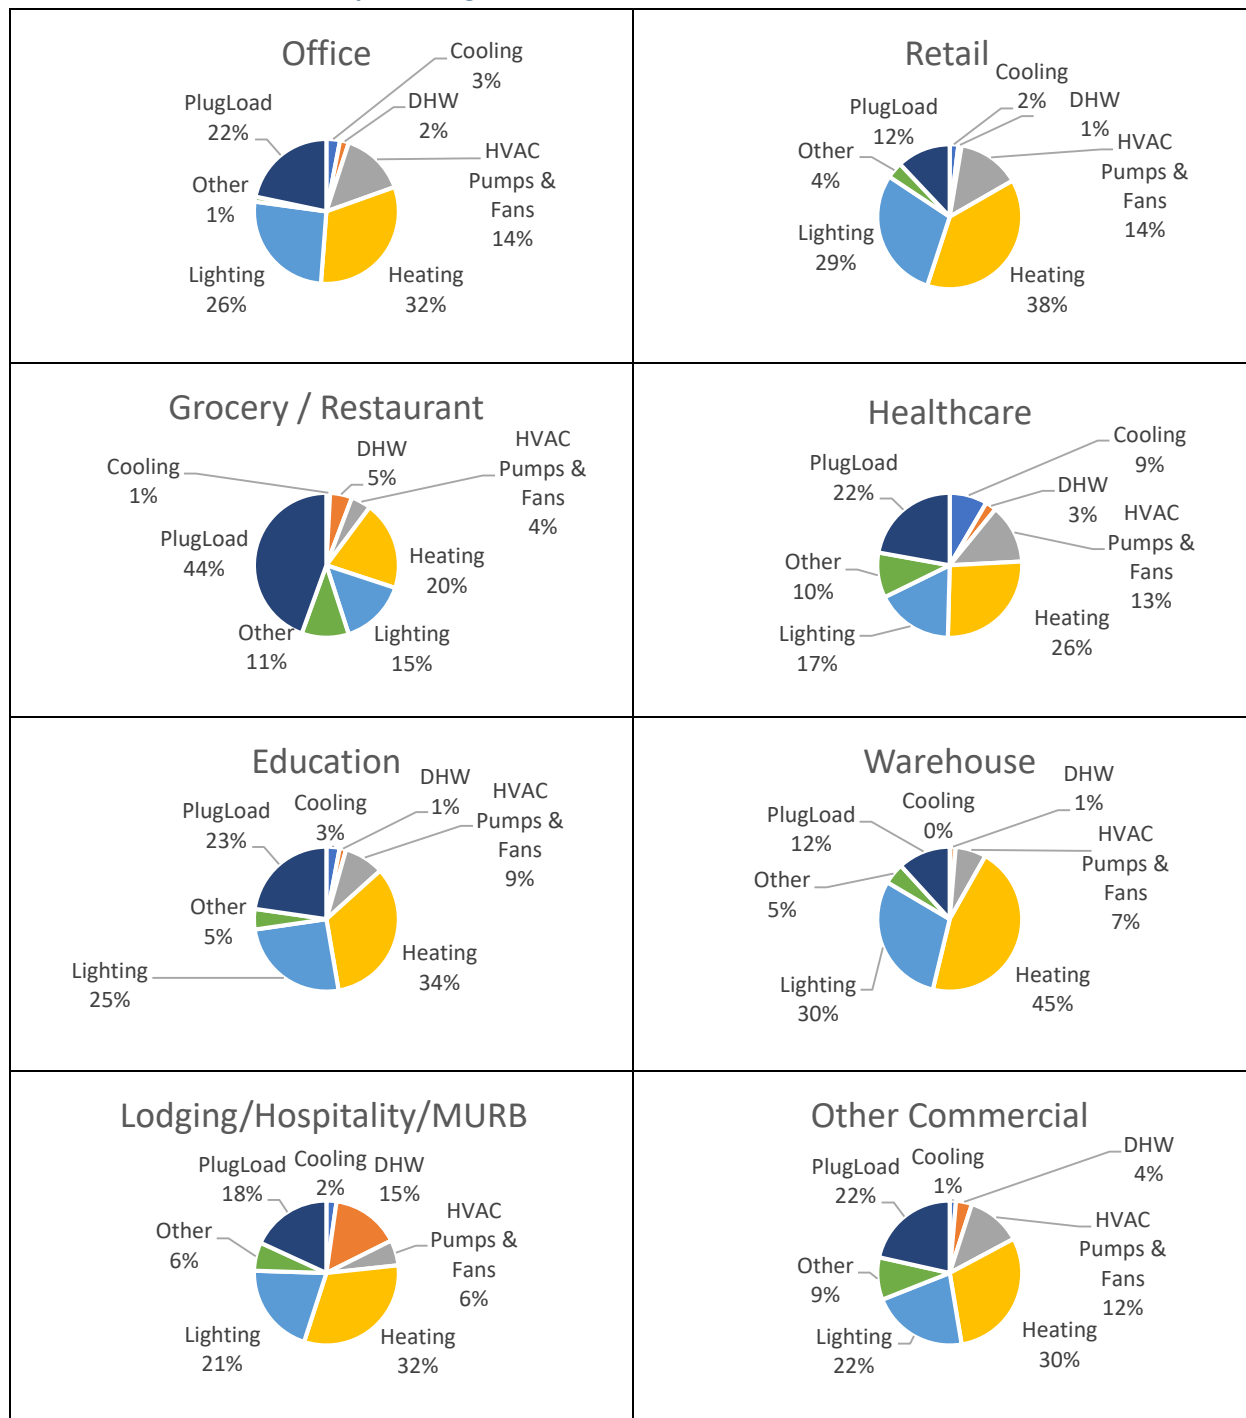 Office
Cooling
3%
DHW
2%
PlugLoad
22%
HVAC
Pumps &
Fans
14%
Other
1%
Lighting
26%
Heating
32%
Retail
Cooling
2%
DHW
1%
PlugLoad
12%
HVAC
Pumps &
Fans
14%
Other
4%
Lighting
29%
Heating
38%
Grocery / Restaurant
Cooling
1%
DHW
5%
HVAC
Pumps &
Fans
4%
PlugLoad
44%
Heating
20%
Other
11%
Lighting
15%
Healthcare
Cooling
9%
PlugLoad
22%
DHW
3%
HVAC
Pumps &
Fans
13%
Other
10%
Lighting
17%
Heating
26%
Education
DHW
1%
HVAC
Pumps &
Fans
9%
PlugLoad
23%
Cooling
3%
Other
5%
Lighting
25%
Heating
34%
Warehouse
DHW
1%
Cooling
0%
PlugLoad
12%
HVAC
Pumps &
Fans
7%
Other
5%
Lighting
30%
Heating
45%
Lodging/Hospitality/MURB
PlugLoad
18%
Cooling
2%
DHW
15%
HVAC
Pumps &
Fans
6%
Other
6%
Lighting
21%
Heating
32%
Other Commercial
DHW
4%
Cooling
1%
PlugLoad
22%
HVAC
Pumps &
Fans
12%
Other
9%
Lighting
22%
Heating
30%